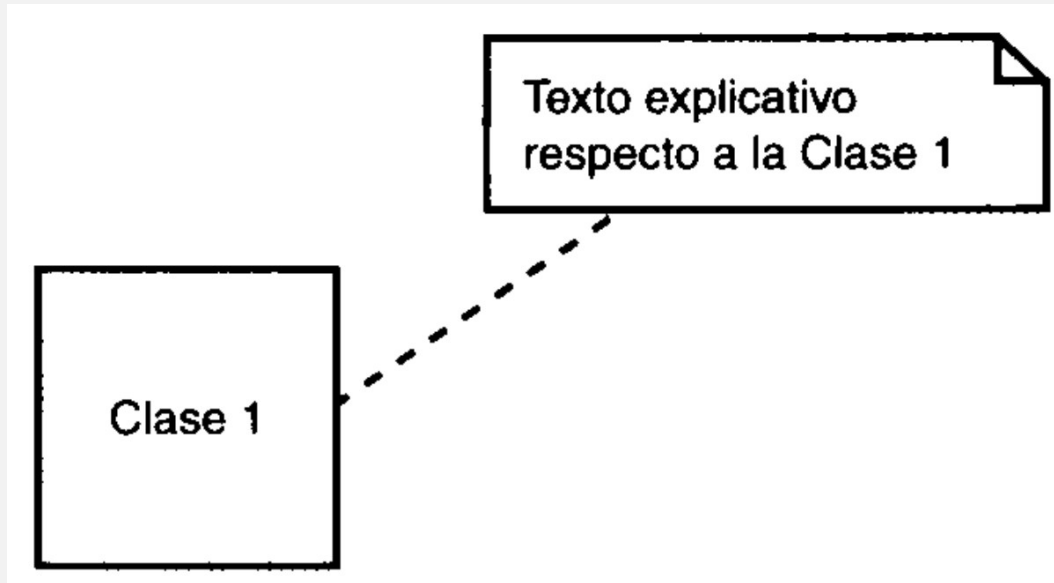 Texto explicativo
respecto a la Clase 1
Clase 1